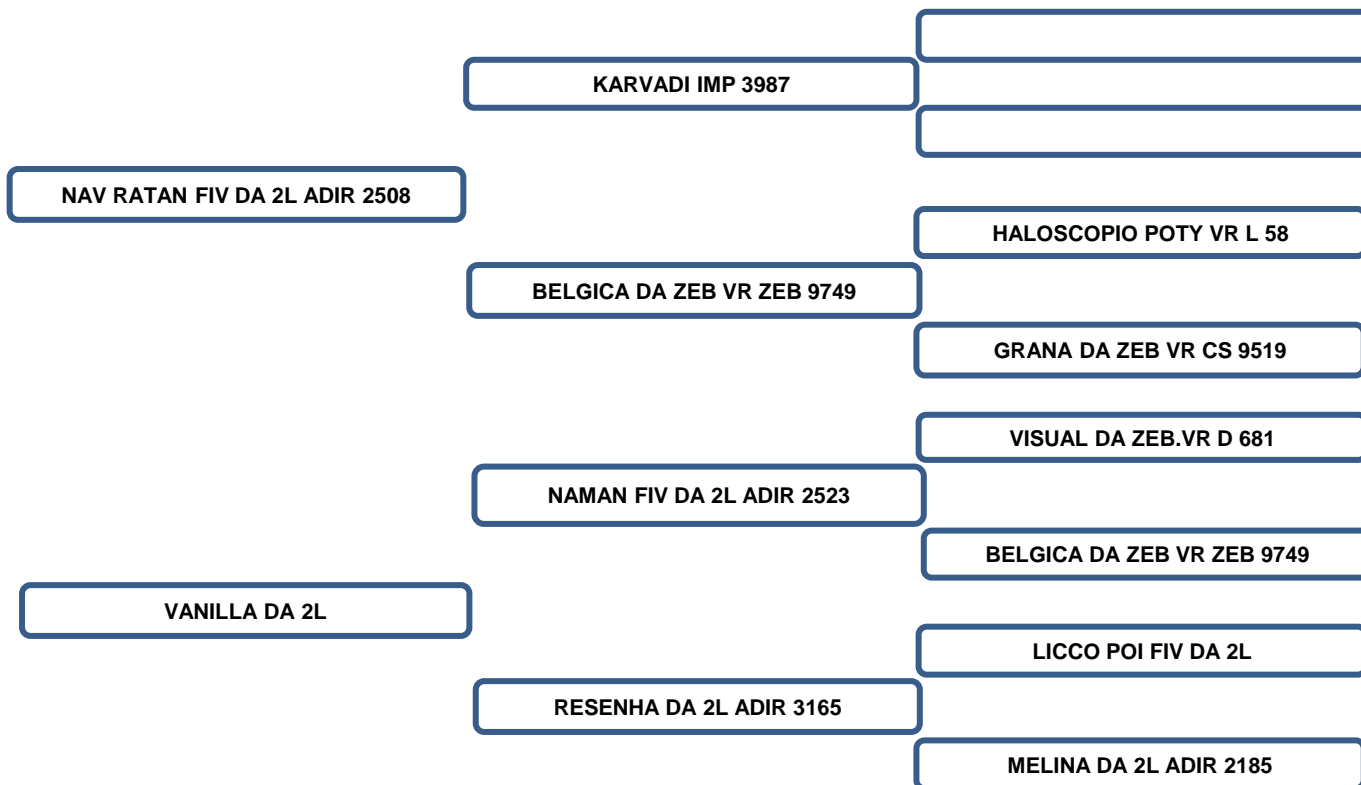 KARVADI IMP 3987
NAV RATAN FIV DA 2L ADIR 2508
HALOSCOPIO POTY VR L 58
BELGICA DA ZEB VR ZEB 9749
GRANA DA ZEB VR CS 9519
VISUAL DA ZEB.VR D 681
NAMAN FIV DA 2L ADIR 2523
BELGICA DA ZEB VR ZEB 9749
VANILLA DA 2L
LICCO POI FIV DA 2L
RESENHA DA 2L ADIR 3165
MELINA DA 2L ADIR 2185